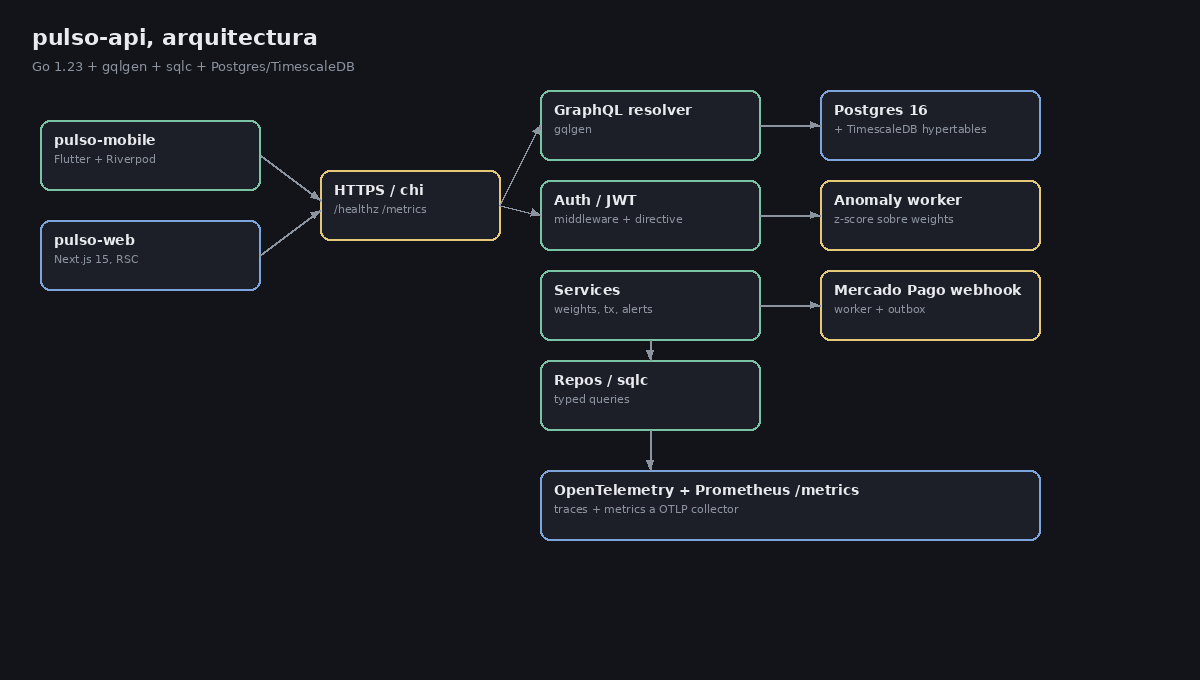 pulso-api, arquitectura
Go 1.23 + gqlgen + sqlc + Postgres/TimescaleDB
pulso-mobile
Flutter + Riverpod
pulso-web
Next.js 15, RSC
HTTPS / chi
/healthz /metrics
GraphQL resolver
gqlgen
Postgres 16
+ TimescaleDB hypertables
Auth / JWT
middleware + directive
Anomaly worker
z-score sobre weights
Services
weights, tx, alerts
Mercado Pago webhook
worker + outbox
Repos / sqlc
typed queries
OpenTelemetry + Prometheus /metrics
traces + metrics a OTLP collector